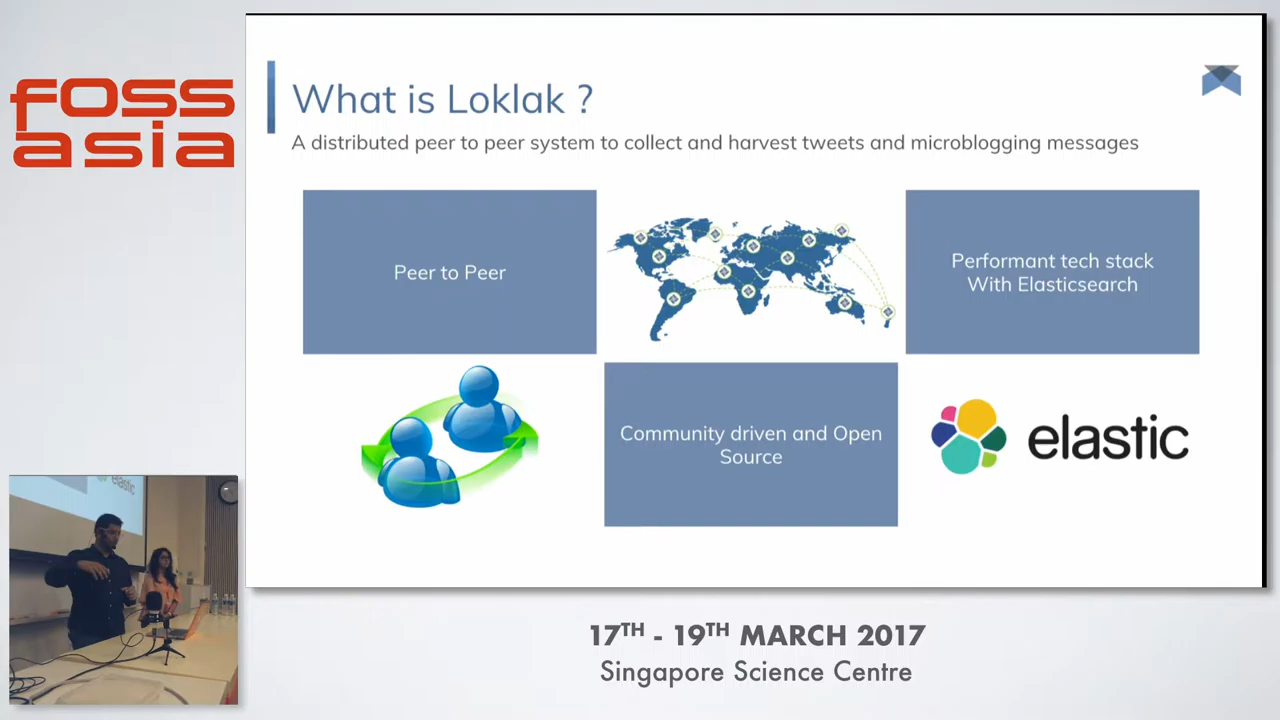 fOSS
asia
What is Loklak ?
A distributed peer to peer system to collect and harvest tweets and microblogging messages
Peer to Peer
Performant tech stack
With Elasticsearch
Community driven and Open
Source
elastic
elastic
17TH - 19TH MARCH 2017
Singapore Science Centre